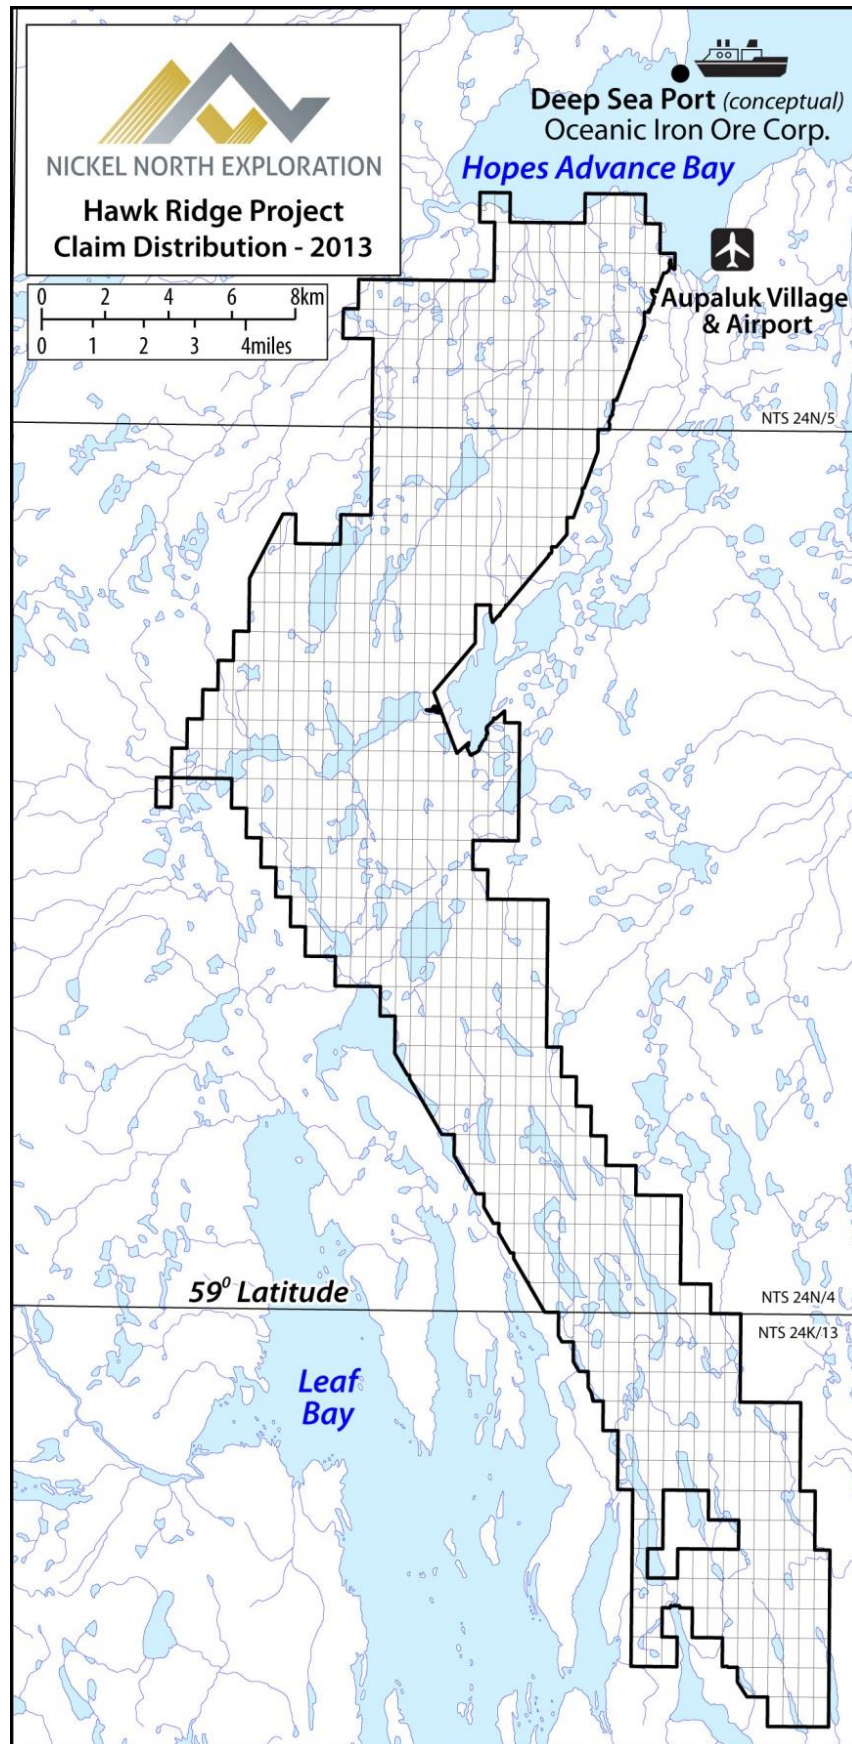 NICKEL NORTH EXPLORATION
Hawk Ridge Project
Claim Distribution - 2013
0 2 4 6 8km
0 1 2 3 4miles
Deep Sea Port (conceptual)
Oceanic Iron Ore Corp.
Hopes Advance Bay
Aupaluk Village
& Airport
NTS 24N/5
59⁰ Latitude
NTS 24N/4
NTS 24K/13
Leaf
Bay